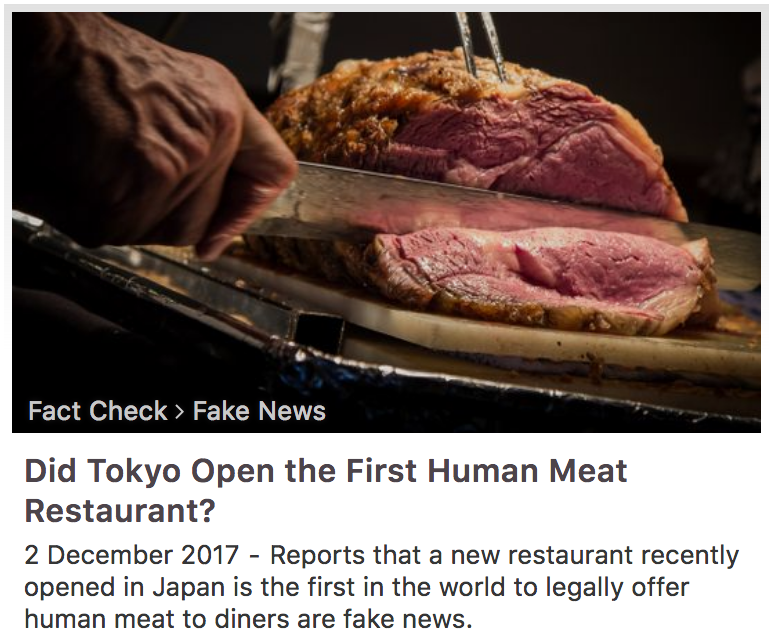 Fact Check > Fake News
Did Tokyo Open the First Human Meat
Restaurant?
2 December 2017 - Reports that a new restaurant recently
opened in Japan is the first in the world to legally offer
human meat to diners are fake news.